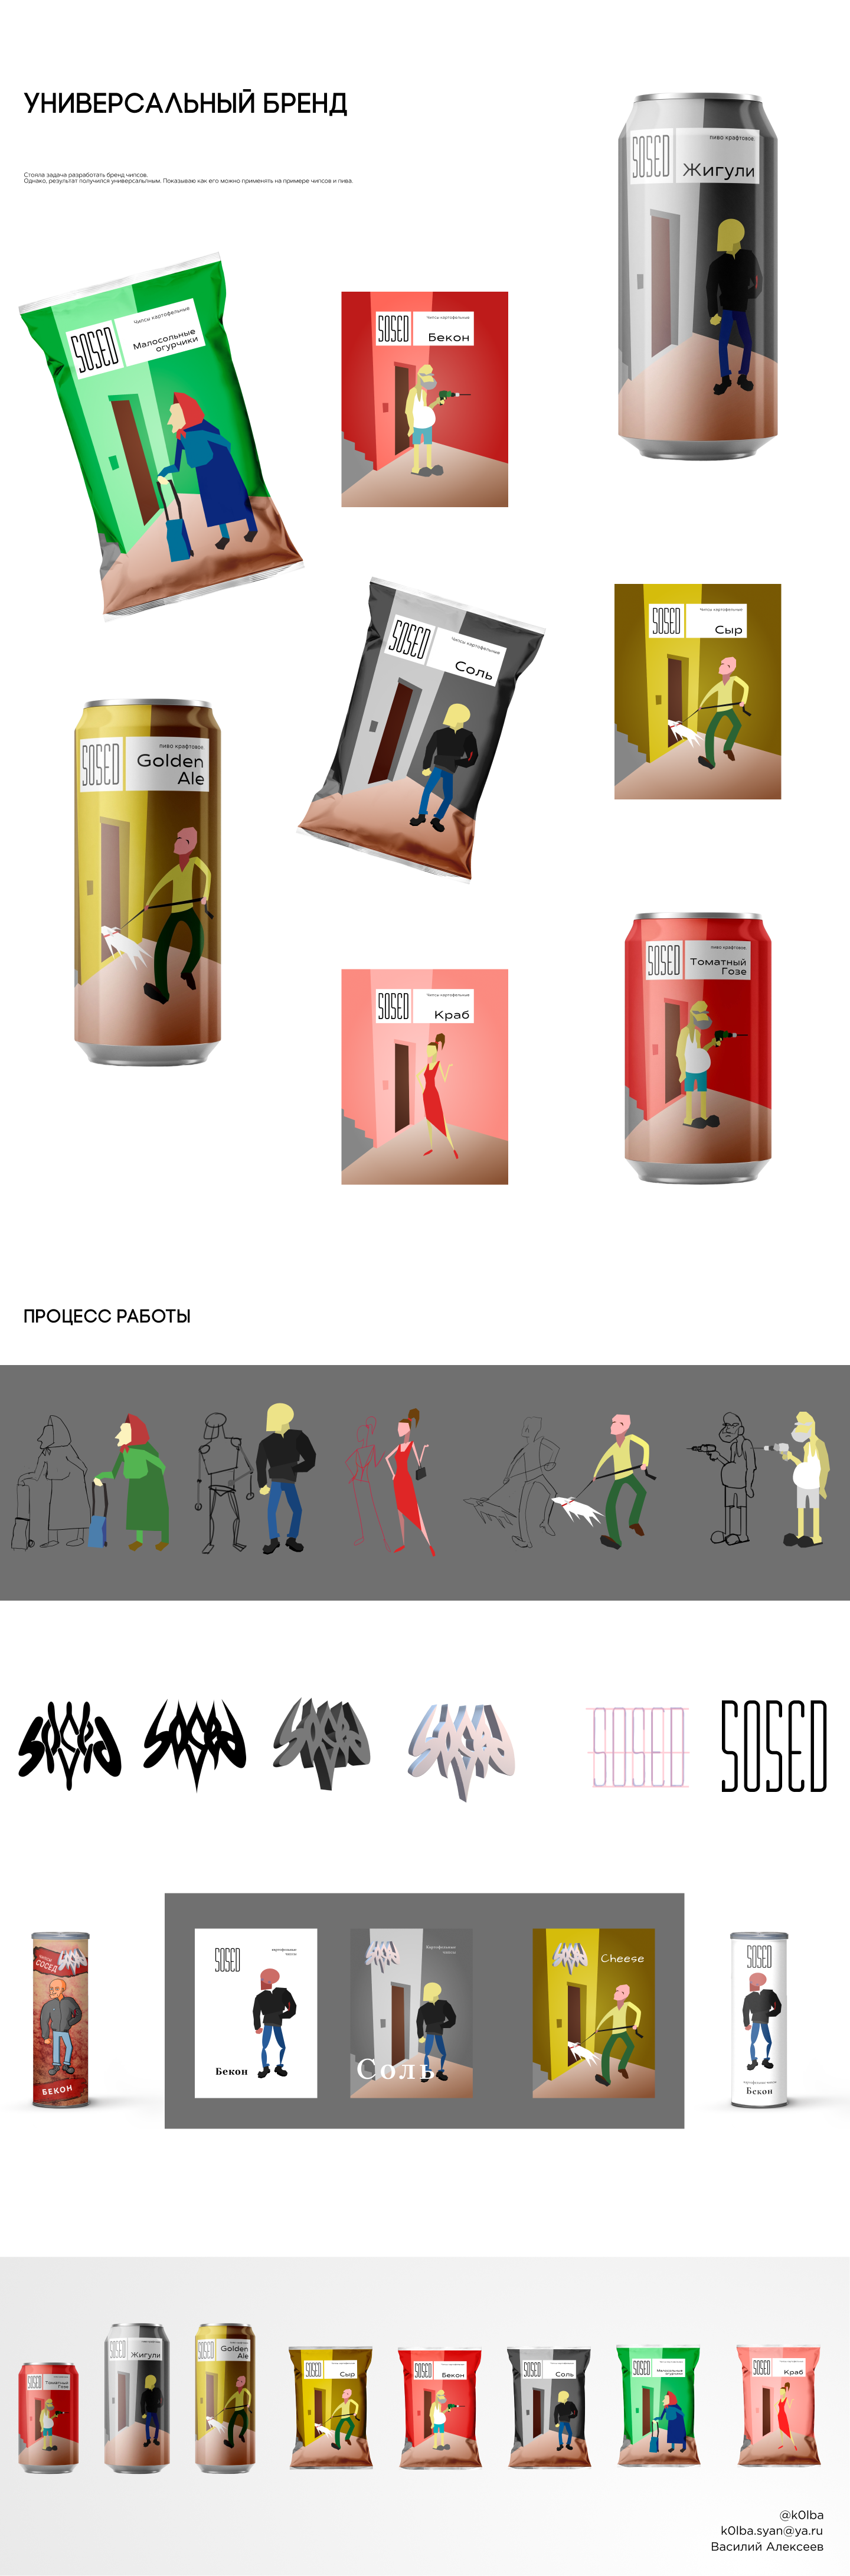 УНИВЕРСАЛЬНЫЙ БРЕНД
Стояла задача разработать бренд чипсов.
Однако, результат получился универсальным. Показываю как его можно применять на примере чипсов и пива.
SOSED
пиво крафтовое
Жигули
SOSED
Чипсы картофельные
Малосольные
огурчики
SOSED
Чипсы картофельные
Бекон
SOSED
Чипсы картофельные
Соль
SOSED
Чипсы картофельные
Сыр
SOSED
пиво крафтовое
Golden
Ale
SOSED
пиво крафтовое
Томатный
Гозе
SOSED
Чипсы картофельные
Краб
ПРОЦЕСС РАБОТЫ
sosed
sosed
sosed
sosed
SOSED
SOSED
СОСЕД
БЕКОН
SOSED
картофельные
чипсы
Бекон
Картофельные
чипсы
Соль
Cheese
SOSED
картофельные чипсы
Бекон
SOSED
Томатный
Гозе
SOSED
Жигули
SOSED
Golden
Ale
SOSED
Сыр
SOSED
Бекон
SOSED
Соль
SOSED
Малосольные
огурчики
SOSED
Краб
@k0lba
k0lba.syan@ya.ru
Василий Алексеев